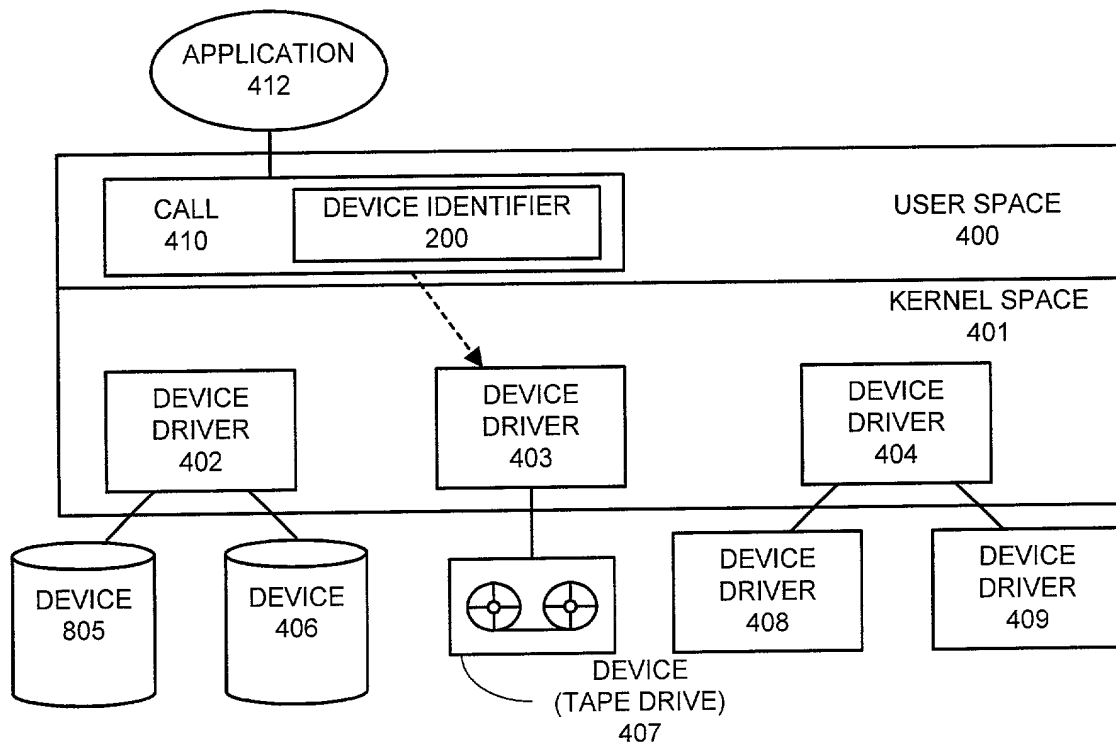 APPLICATION
412
CALL
410
DEVICE IDENTIFIER
200
USER SPACE
400
KERNEL SPACE
401
DEVICE
DRIVER
402
DEVICE
DRIVER
403
DEVICE
DRIVER
404
DEVICE
805
DEVICE
406
DEVICE
(TAPE DRIVE)
407
DEVICE
DRIVER
408
DEVICE
DRIVER
409